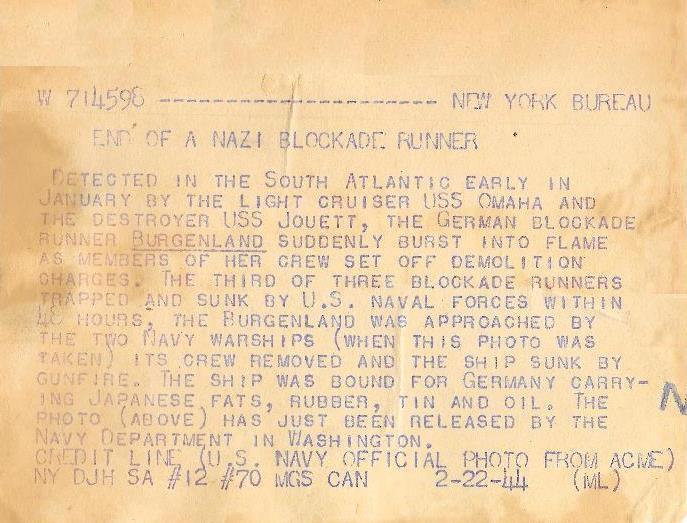 W 714598 ---------------------- NEW YORK BUREAU
END OF A NAZI BLOCKADE RUNNER
DETECTED IN THE SOUTH ATLANTIC EARLY IN
JANUARY BY THE LIGHT CRUISER USS OMAHA AND
THE DESTROYER USS JOUETT, THE GERMAN BLOCKADE
RUNNER BURGENLAND SUDDENLY BURST INTO FLAME
AS MEMBERS OF HER CREW SET OFF DEMOLITION
CHARGES. THE THIRD OF THREE BLOCKADE RUNNERS
TRAPPED AND SUNK BY U.S. NAVAL FORCES WITHIN
48 HOURS, THE BURGENLAND WAS APPROACHED BY
THE TWO NAVY WARSHIPS (WHEN THIS PHOTO WAS
TAKEN) ITS CREW REMOVED AND THE SHIP SUNK BY
GUNFIRE. THE SHIP WAS BOUND FOR GERMANY CARRY-
ING JAPANESE FATS, RUBBER, TIN AND OIL. THE
PHOTO (ABOVE) HAS JUST BEEN RELEASED BY THE
NAVY DEPARTMENT IN WASHINGTON.
CREDIT LINE (U.S. NAVY OFFICIAL PHOTO FROM ACME)
NY DJH SA #12 #70 MGS CAN 2-22-44 (ML)